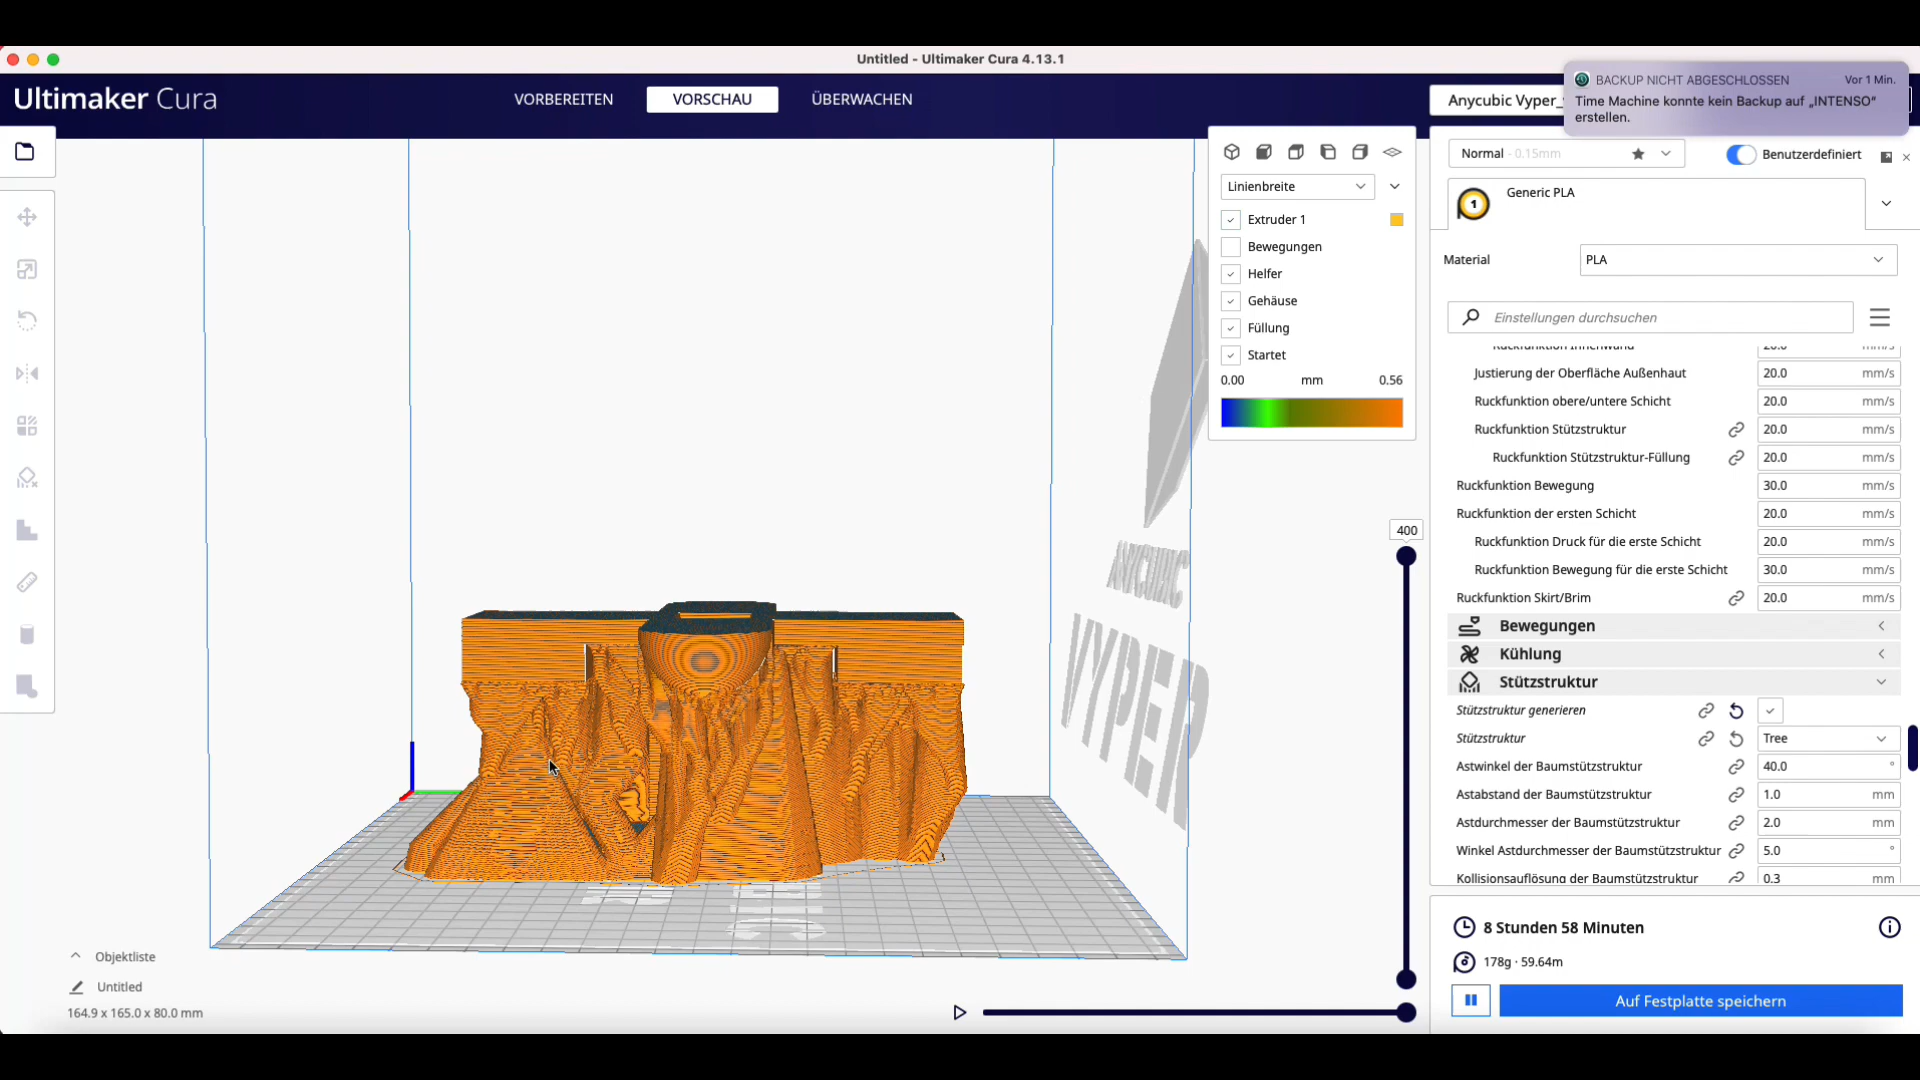 Untitled - Ultimaker Cura 4.13.1
Ultimaker Cura
VORBEREITEN
VORSCHAU
ÜBERWACHEN
Anycubic Vyper_
BACKUP NICHT ABGESCHLOSSEN
Vor 1 Min.
Time Machine konnte kein Backup auf „INTENSO“
erstellen.
Normal - 0.15mm
Benutzerdefiniert
1
Generic PLA
Material
PLA
Einstellungen durchsuchen
Linienbreite
Extruder 1
Bewegungen
Helfer
Gehäuse
Füllung
Startet
0.00 mm 0.56
400
ANYCUBIC
VYPER
Ruckfunktion Innenwand 20.0 mm/s
Justierung der Oberfläche Außenhaut 20.0 mm/s
Ruckfunktion obere/untere Schicht 20.0 mm/s
Ruckfunktion Stützstruktur 20.0 mm/s
Ruckfunktion Stützstruktur-Füllung 20.0 mm/s
Ruckfunktion Bewegung 30.0 mm/s
Ruckfunktion der ersten Schicht 20.0 mm/s
Ruckfunktion Druck für die erste Schicht 20.0 mm/s
Ruckfunktion Bewegung für die erste Schicht 30.0 mm/s
Ruckfunktion Skirt/Brim 20.0 mm/s
Bewegungen
Kühlung
Stützstruktur
Stützstruktur generieren
Stützstruktur Tree
Astwinkel der Baumstützstruktur 40.0 °
Astabstand der Baumstützstruktur 1.0 mm
Astdurchmesser der Baumstützstruktur 2.0 mm
Winkel Astdurchmesser der Baumstützstruktur 5.0 °
Kollisionsauflösung der Baumstützstruktur 0.3 mm
8 Stunden 58 Minuten
178g · 59.64m
Auf Festplatte speichern
Objektliste
Untitled
164.9 x 165.0 x 80.0 mm